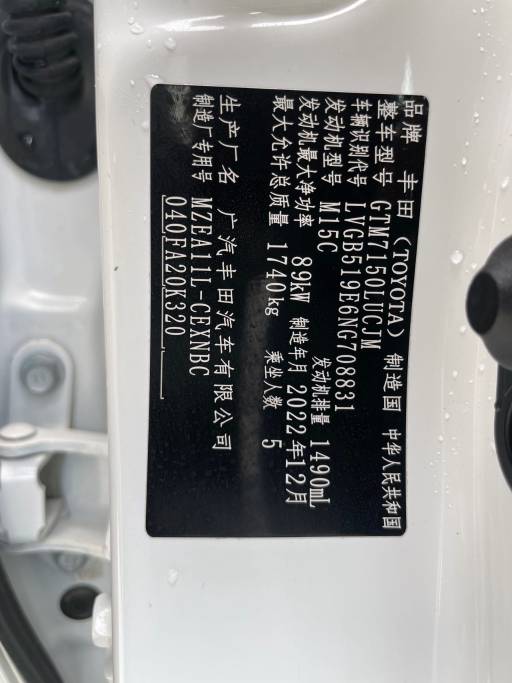 品牌 丰田 (TOYOTA) 制造国 中华人民共和国
整车型号 GTM7150LUCJM
车辆识别代号 LVGB519E6NG708831
发动机型号 M15C 发动机排量 1490mL
发动机最大净功率 89kW 制造年月 2022年12月
最大允许总质量 1740kg 乘坐人数 5
生产厂名 广汽丰田汽车有限公司
制造厂专用号 MZEA11L-CEXNBC
040FA20K320